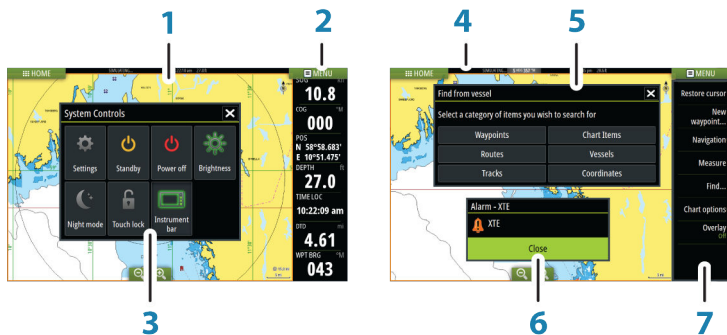 1
2
HOME
MENU
System Controls
Settings
Standby
Power off
Brightness
Night mode
Touch lock
Instrument
bar
SOG
10.8
COG °M
000
POS
N 58°58.683'
E 10°51.475'
DEPTH ft
27.0
TIME LOC
10:22:09 am
DTD mi
4.61
WPT BRG °M
043
3
4
5
HOME
MENU
Find from vessel
Select a category of items you wish to search for
Waypoints
Chart Items
Routes
Vessels
Tracks
Coordinates
Alarm - XTE
XTE
Close
Restore cursor
New
waypoint...
Navigation
Measure
Find...
Chart options
Overlay
off
6
7